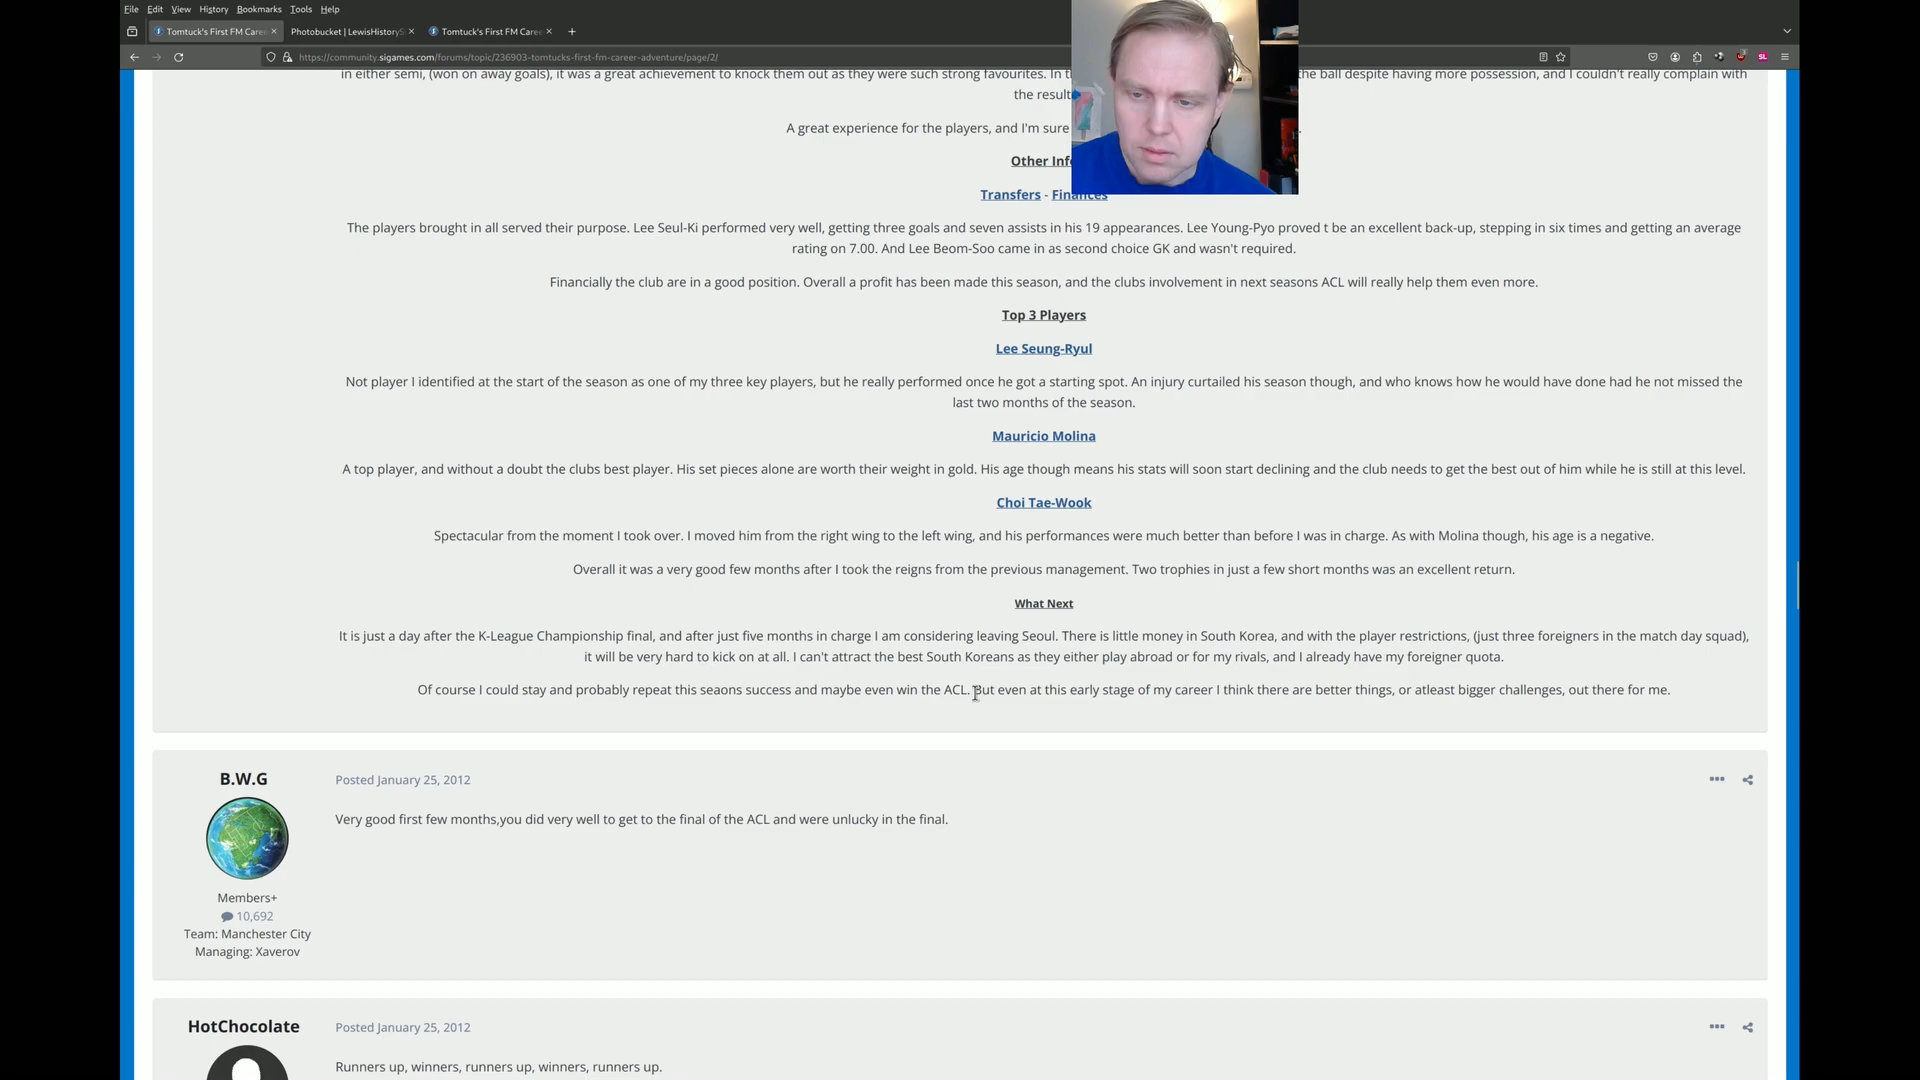 File Edit View History Bookmarks Tools Help
Tomtuck's First FM Caree
Photobucket | LewisHistoryS
Tomtuck's First FM Caree
https://community.sigames.com/forums/topic/236903-tomtucks-first-fm-career-adventure/page/2/
in either semi, (won on away goals), it was a great achievement to knock them out as they were such strong favourites. In the ball despite having more possession, and I couldn't really complain with
the result
A great experience for the players, and I'm sure
Other Info
Transfers - Finances
The players brought in all served their purpose. Lee Seul-Ki performed very well, getting three goals and seven assists in his 19 appearances. Lee Young-Pyo proved t be an excellent back-up, stepping in six times and getting an average
rating on 7.00. And Lee Beom-Soo came in as second choice GK and wasn't required.
Financially the club are in a good position. Overall a profit has been made this season, and the clubs involvement in next seasons ACL will really help them even more.
Top 3 Players
Lee Seung-Ryul
Not player I identified at the start of the season as one of my three key players, but he really performed once he got a starting spot. An injury curtailed his season though, and who knows how he would have done had he not missed the
last two months of the season.
Mauricio Molina
A top player, and without a doubt the clubs best player. His set pieces alone are worth their weight in gold. His age though means his stats will soon start declining and the club needs to get the best out of him while he is still at this level.
Choi Tae-Wook
Spectacular from the moment I took over. I moved him from the right wing to the left wing, and his performances were much better than before I was in charge. As with Molina though, his age is a negative.
Overall it was a very good few months after I took the reigns from the previous management. Two trophies in just a few short months was an excellent return.
What Next
It is just a day after the K-League Championship final, and after just five months in charge I am considering leaving Seoul. There is little money in South Korea, and with the player restrictions, (just three foreigners in the match day squad),
it will be very hard to kick on at all. I can't attract the best South Koreans as they either play abroad or for my rivals, and I already have my foreigner quota.
Of course I could stay and probably repeat this seaons success and maybe even win the ACL. But even at this early stage of my career I think there are better things, or atleast bigger challenges, out there for me.
B.W.G
Posted January 25, 2012
Very good first few months,you did very well to get to the final of the ACL and were unlucky in the final.
Members+
10,692
Team: Manchester City
Managing: Xaverov
HotChocolate
Posted January 25, 2012
Runners up, winners, runners up, winners, runners up.